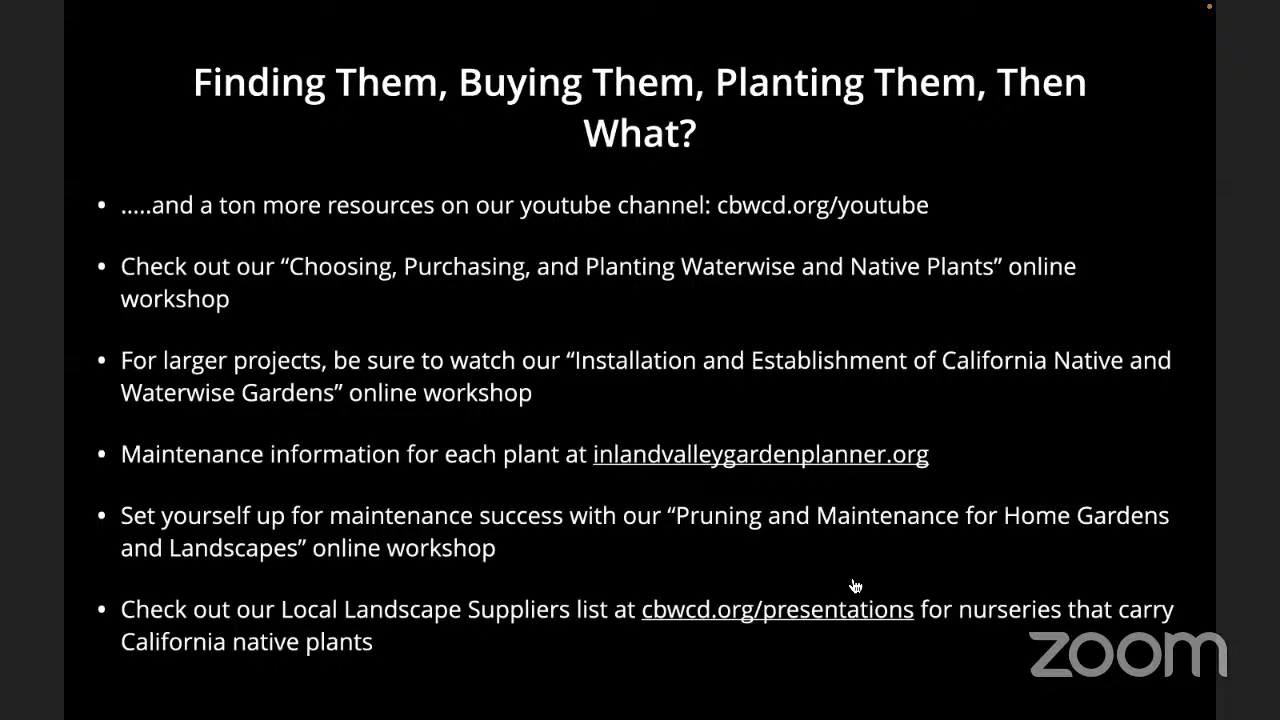 Finding Them, Buying Them, Planting Them, Then
What?
• .....and a ton more resources on our youtube channel: cbwcd.org/youtube
• Check out our “Choosing, Purchasing, and Planting Waterwise and Native Plants” online
workshop
• For larger projects, be sure to watch our “Installation and Establishment of California Native and
Waterwise Gardens” online workshop
• Maintenance information for each plant at inlandvalleygardenplanner.org
• Set yourself up for maintenance success with our “Pruning and Maintenance for Home Gardens
and Landscapes” online workshop
• Check out our Local Landscape Suppliers list at cbwcd.org/presentations for nurseries that carry
California native plants
zoom